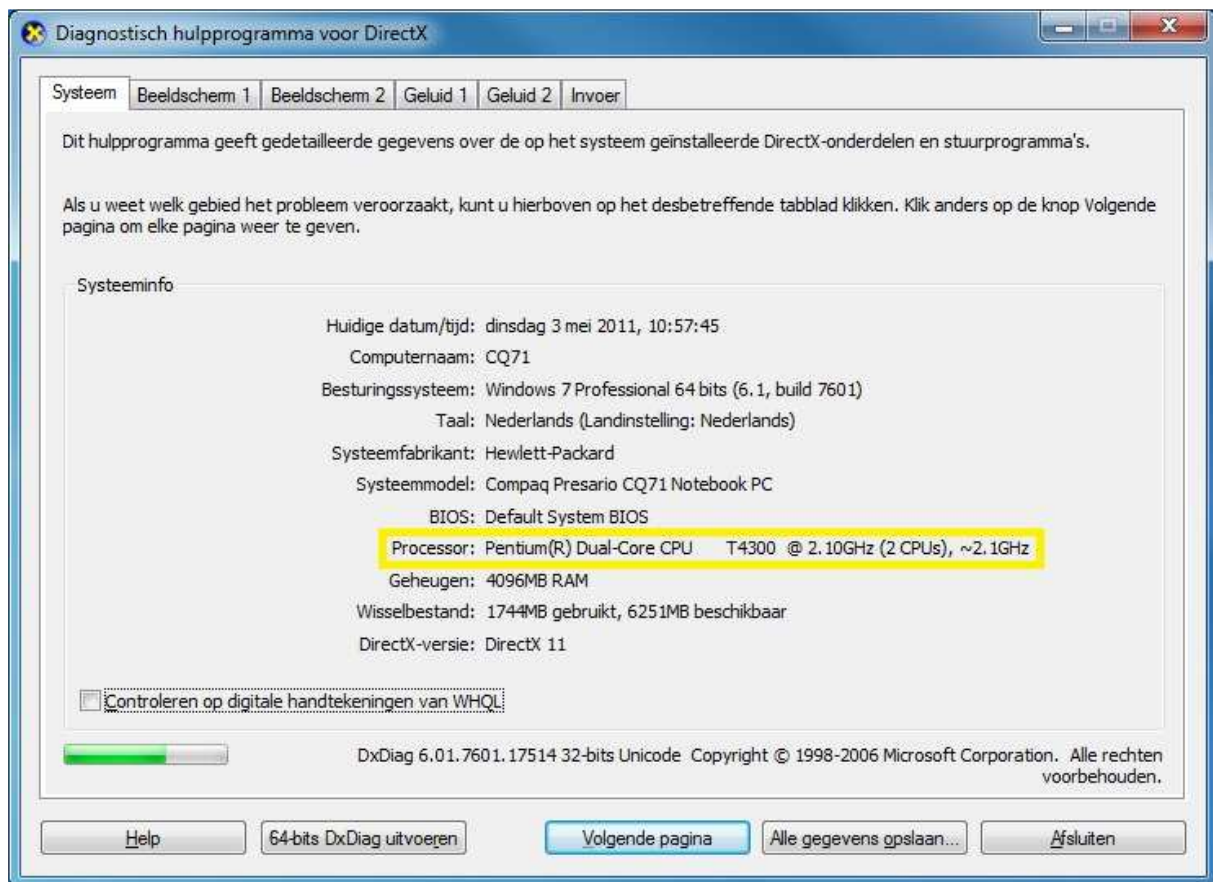 Diagnostisch hulpprogramma voor DirectX
Systeem Beeldscherm 1 Beeldscherm 2 Geluid 1 Geluid 2 Invoer
Dit hulpprogramma geeft gedetailleerde gegevens over de op het systeem geïnstalleerde DirectX-onderdelen en stuurprogramma's.
Als u weet welk gebied het probleem veroorzaakt, kunt u hierboven op het desbetreffende tabblad klikken. Klik anders op de knop Volgende
pagina om elke pagina weer te geven.
Systeeminfo
Huidige datum/tijd: dinsdag 3 mei 2011, 10:57:45
Computernaam: CQ71
Besturingssysteem: Windows 7 Professional 64 bits (6.1, build 7601)
Taal: Nederlands (Landinstelling: Nederlands)
Systeemfabrikant: Hewlett-Packard
Systeemmodel: Compaq Presario CQ71 Notebook PC
BIOS: Default System BIOS
Processor: Pentium(R) Dual-Core CPU T4300 @ 2.10GHz (2 CPUs), ~2.1GHz
Geheugen: 4096MB RAM
Wisselbestand: 1744MB gebruikt, 6251MB beschikbaar
DirectX-versie: DirectX 11
Controleren op digitale handtekeningen van WHQL
DxDiag 6.01.7601.17514 32-bits Unicode Copyright © 1998-2006 Microsoft Corporation. Alle rechten
voorbehouden.
Help 64-bits DxDiag uitvoeren Volgende pagina Alle gegevens opslaan... Afsluiten